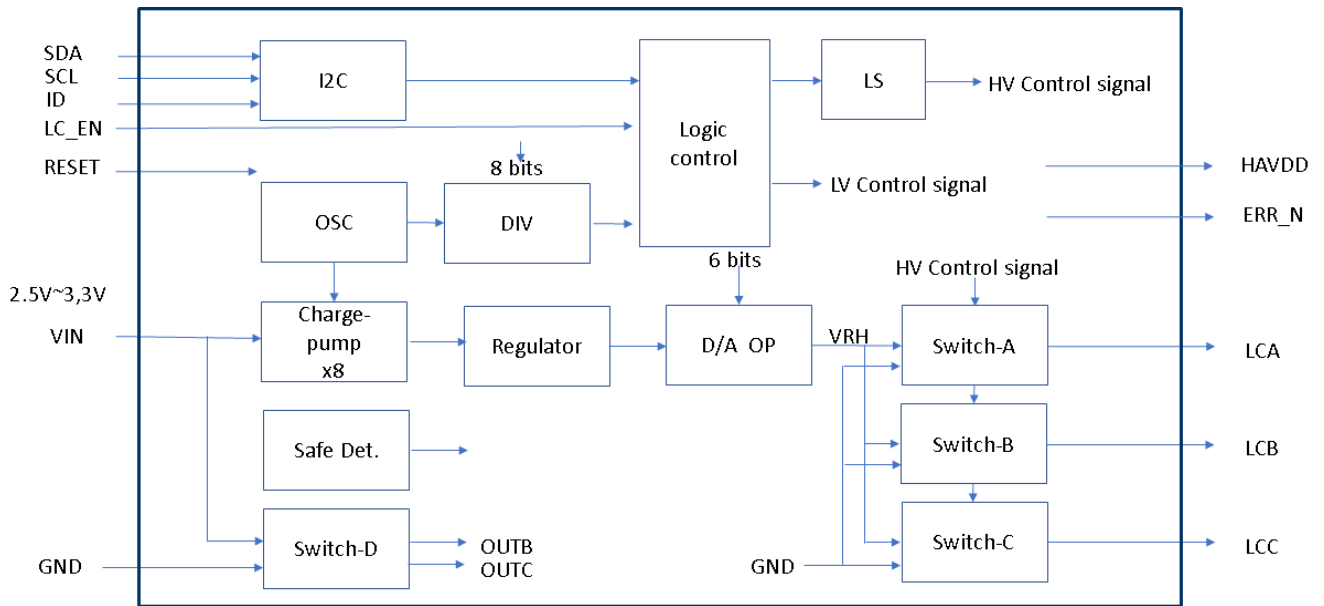 SDA
SCL
ID
LC_EN
RESET
I2C
Logic
control
LS
HV Control signal
8 bits
OSC
DIV
LV Control signal
HAVDD
ERR_N
6 bits
HV Control signal
2.5V~3,3V
VIN
Charge-
pump
x8
Regulator
D/A OP
VRH
Switch-A
LCA
Safe Det.
Switch-B
LCB
GND
Switch-D
OUTB
OUTC
GND
Switch-C
LCC